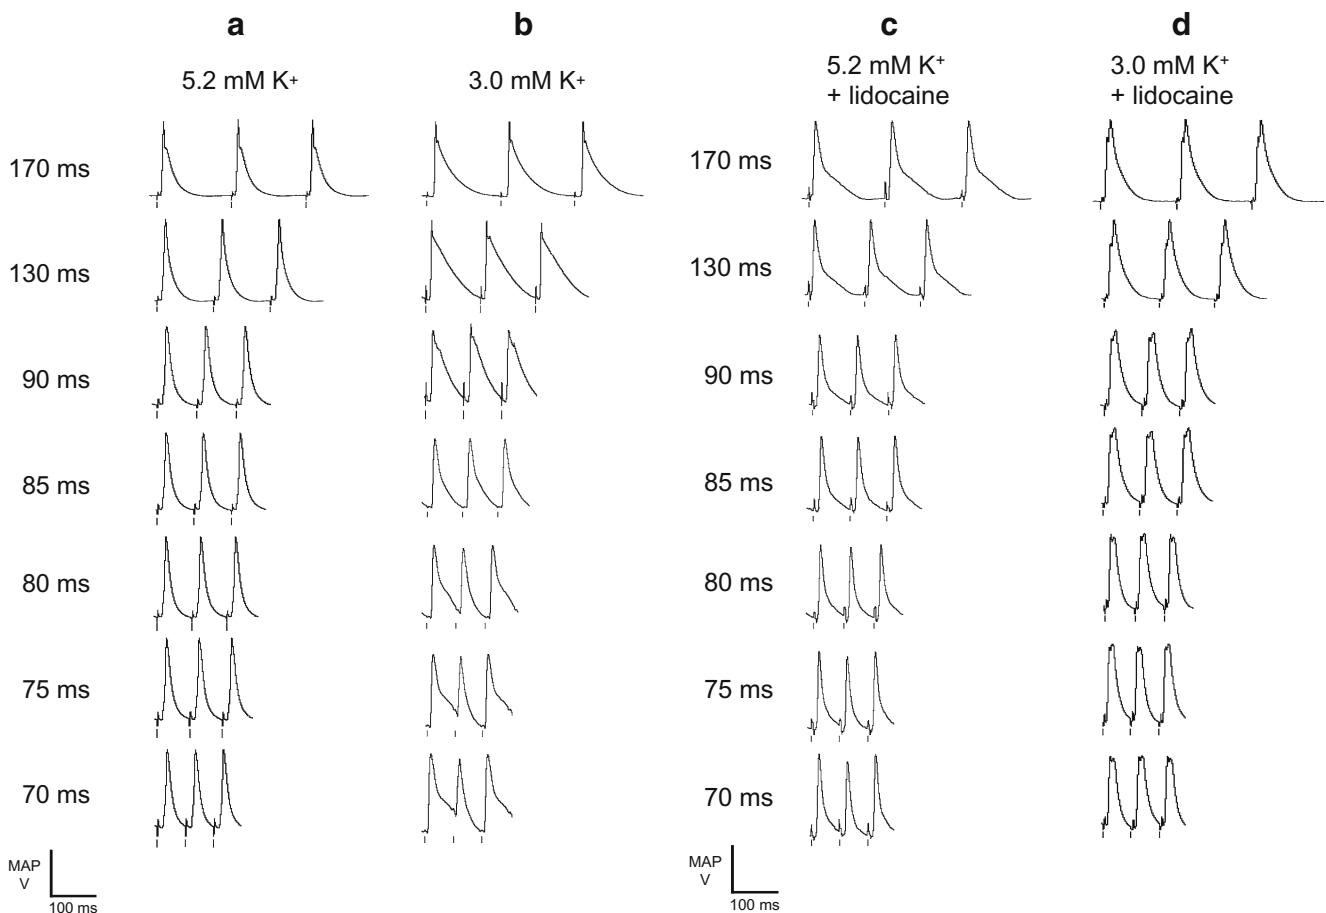 a
b
c
d
5.2 mM K+
3.0 mM K+
5.2 mM K+
+ lidocaine
3.0 mM K+
+ lidocaine
170 ms
130 ms
90 ms
85 ms
80 ms
75 ms
70 ms
MAP
V
100 ms
170 ms
130 ms
90 ms
85 ms
80 ms
75 ms
70 ms
MAP
V
100 ms